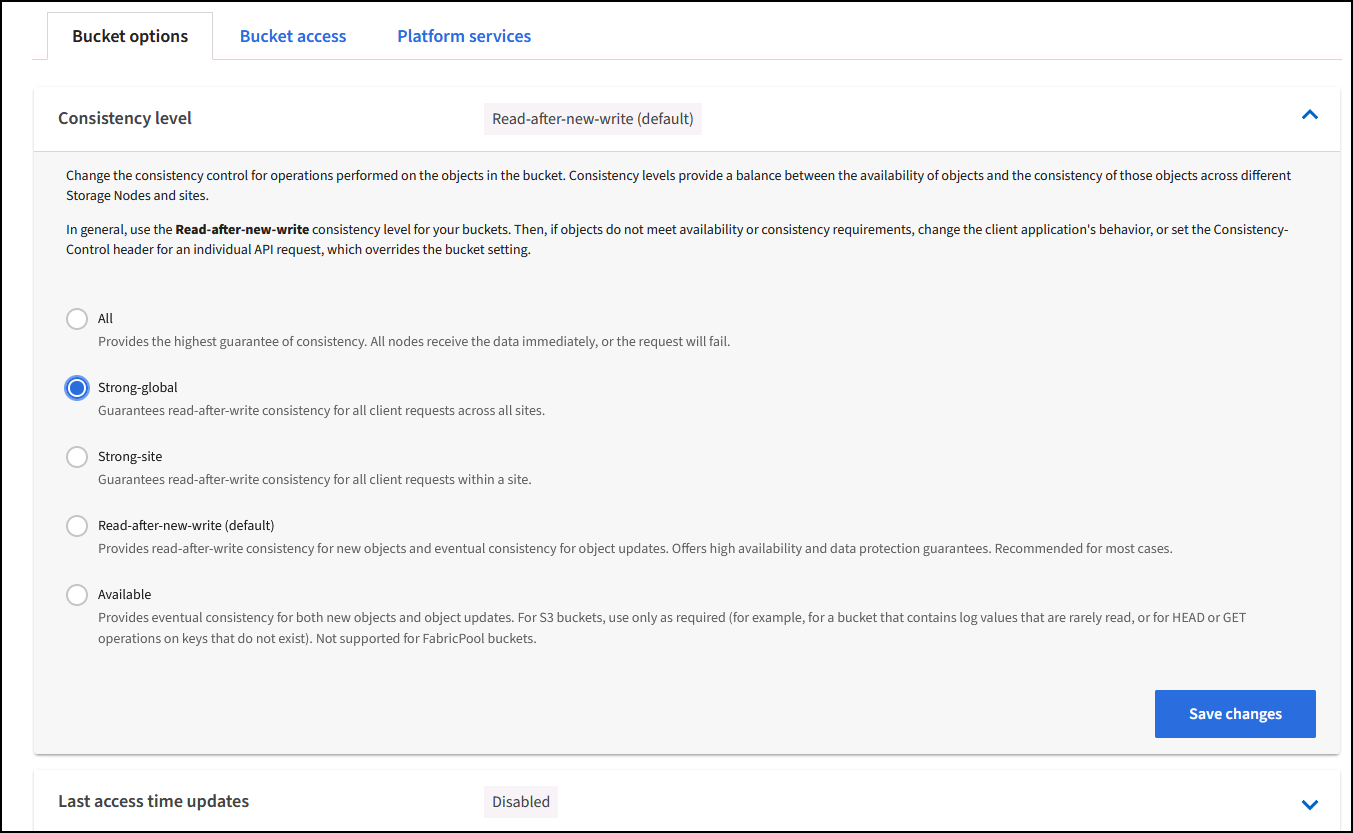 Bucket options
Bucket access
Platform services
Consistency level
Read-after-new-write (default)
Change the consistency control for operations performed on the objects in the bucket. Consistency levels provide a balance between the availability of objects and the consistency of those objects across different
Storage Nodes and sites.
In general, use the Read-after-new-write consistency level for your buckets. Then, if objects do not meet availability or consistency requirements, change the client application's behavior, or set the Consistency-
Control header for an individual API request, which overrides the bucket setting.
All
Provides the highest guarantee of consistency. All nodes receive the data immediately, or the request will fail.
Strong-global
Guarantees read-after-write consistency for all client requests across all sites.
Strong-site
Guarantees read-after-write consistency for all client requests within a site.
Read-after-new-write (default)
Provides read-after-write consistency for new objects and eventual consistency for object updates. Offers high availability and data protection guarantees. Recommended for most cases.
Available
Provides eventual consistency for both new objects and object updates. For S3 buckets, use only as required (for example, for a bucket that contains log values that are rarely read, or for HEAD or GET
operations on keys that do not exist). Not supported for FabricPool buckets.
Save changes
Last access time updates
Disabled